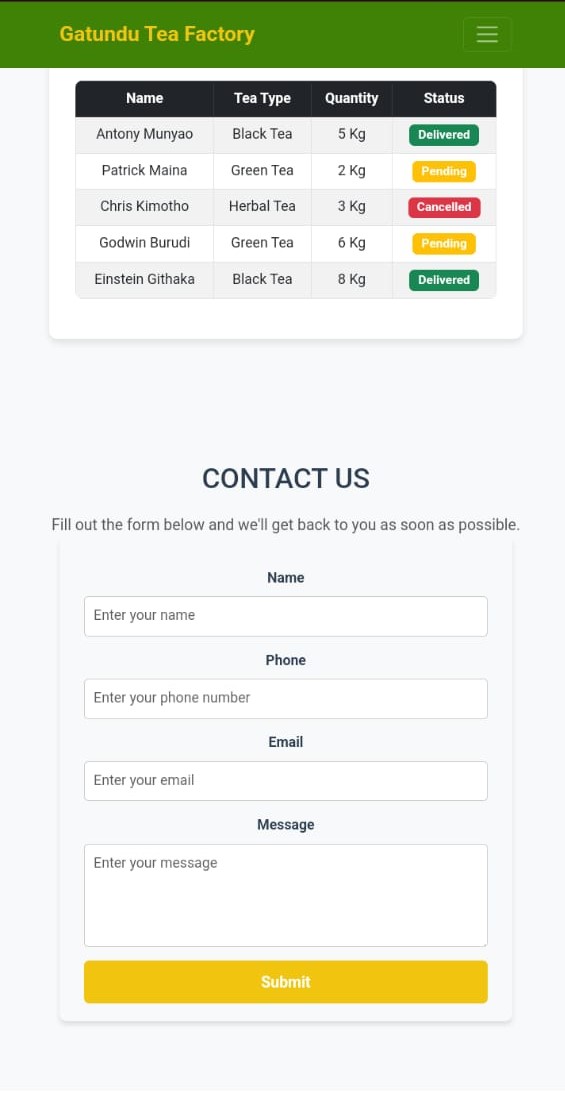 Gatundu Tea Factory
Name Tea Type Quantity Status
Antony Munyao Black Tea 5 Kg Delivered
Patrick Maina Green Tea 2 Kg Pending
Chris Kimotho Herbal Tea 3 Kg Cancelled
Godwin Burudi Green Tea 6 Kg Pending
Einstein Githaka Black Tea 8 Kg Delivered
CONTACT US
Fill out the form below and we'll get back to you as soon as possible.
Name
Enter your name
Phone
Enter your phone number
Email
Enter your email
Message
Enter your message
Submit